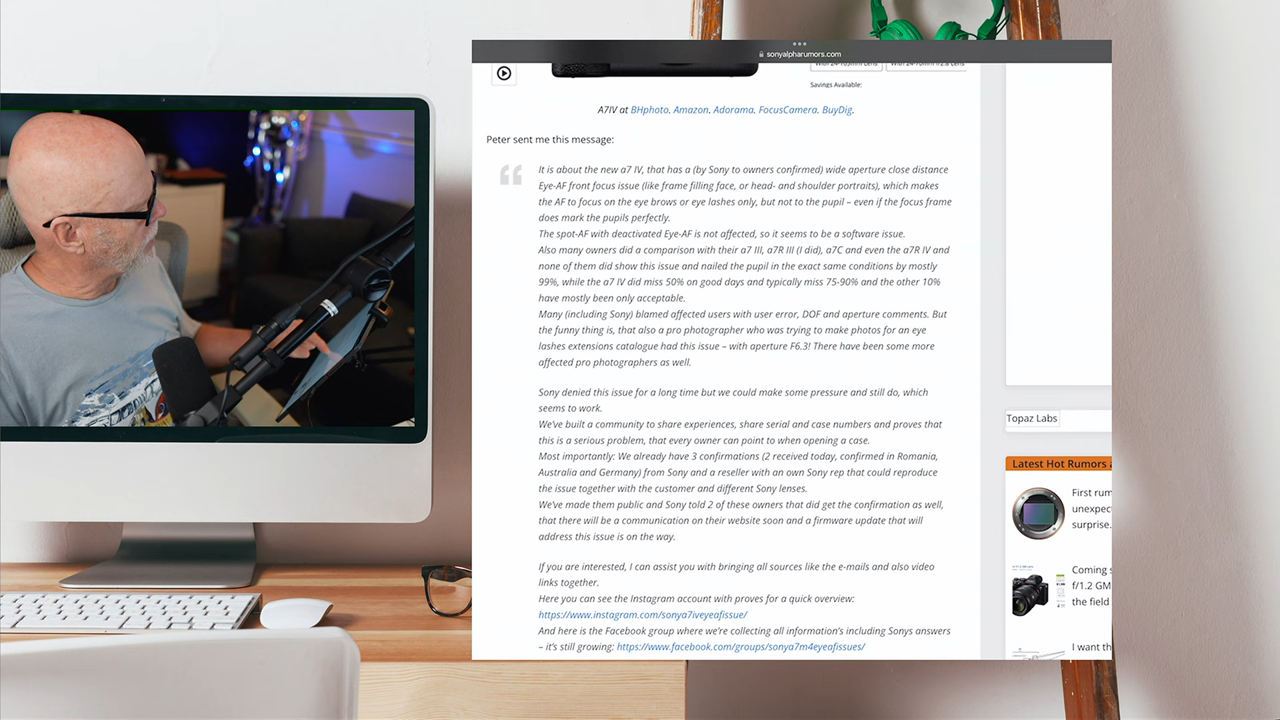 sonyalpharumors.com
With 24-105mm Lens
With 24-70mm f/2.8 Lens
Savings Available:
A7IV at BHphoto. Amazon. Adorama. FocusCamera. BuyDig.
Peter sent me this message:
It is about the new a7 IV, that has a (by Sony to owners confirmed) wide aperture close distance
Eye-AF front focus issue (like frame filling face, or head- and shoulder portraits), which makes
the AF to focus on the eye brows or eye lashes only, but not to the pupil – even if the focus frame
does mark the pupils perfectly.
The spot-AF with deactivated Eye-AF is not affected, so it seems to be a software issue.
Also many owners did a comparison with their a7 III, a7R III (I did), a7C and even the a7R IV and
none of them did show this issue and nailed the pupil in the exact same conditions by mostly
99%, while the a7 IV did miss 50% on good days and typically miss 75-90% and the other 10%
have mostly been only acceptable.
Many (including Sony) blamed affected users with user error, DOF and aperture comments. But
the funny thing is, that also a pro photographer who was trying to make photos for an eye
lashes extensions catalogue had this issue – with aperture F6.3! There have been some more
affected pro photographers as well.
Sony denied this issue for a long time but we could make some pressure and still do, which
seems to work.
We've built a community to share experiences, share serial and case numbers and proves that
this is a serious problem, that every owner can point to when opening a case.
Most importantly: We already have 3 confirmations (2 received today, confirmed in Romania,
Australia and Germany) from Sony and a reseller with an own Sony rep that could reproduce
the issue together with the customer and different Sony lenses.
We've made them public and Sony told 2 of these owners that did get the confirmation as well,
that there will be a communication on their website soon and a firmware update that will
address this issue is on the way.
If you are interested, I can assist you with bringing all sources like the e-mails and also video
links together.
Here you can see the Instagram account with proves for a quick overview:
https://www.instagram.com/sonya7iveyeafissue/
And here is the Facebook group where we're collecting all information's including Sonys answers
– it's still growing: https://www.facebook.com/groups/sonya7m4eyeafissues/
Topaz Labs
Latest Hot Rumors
First rum
unexpect
surprise.
Coming s
f/1.2 GM
the field
I want th